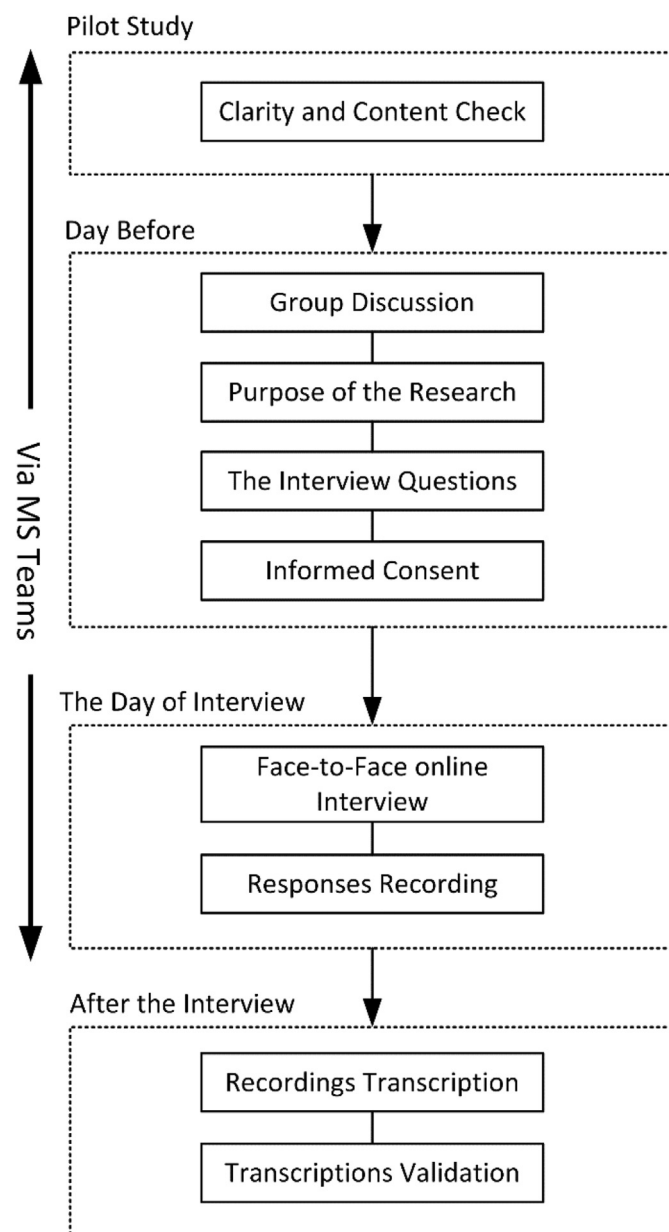 Pilot Study
Clarity and Content Check
Day Before
Group Discussion
Purpose of the Research
The Interview Questions
Informed Consent
Via MS Teams
The Day of Interview
Face-to-Face online
Interview
Responses Recording
After the Interview
Recordings Transcription
Transcriptions Validation